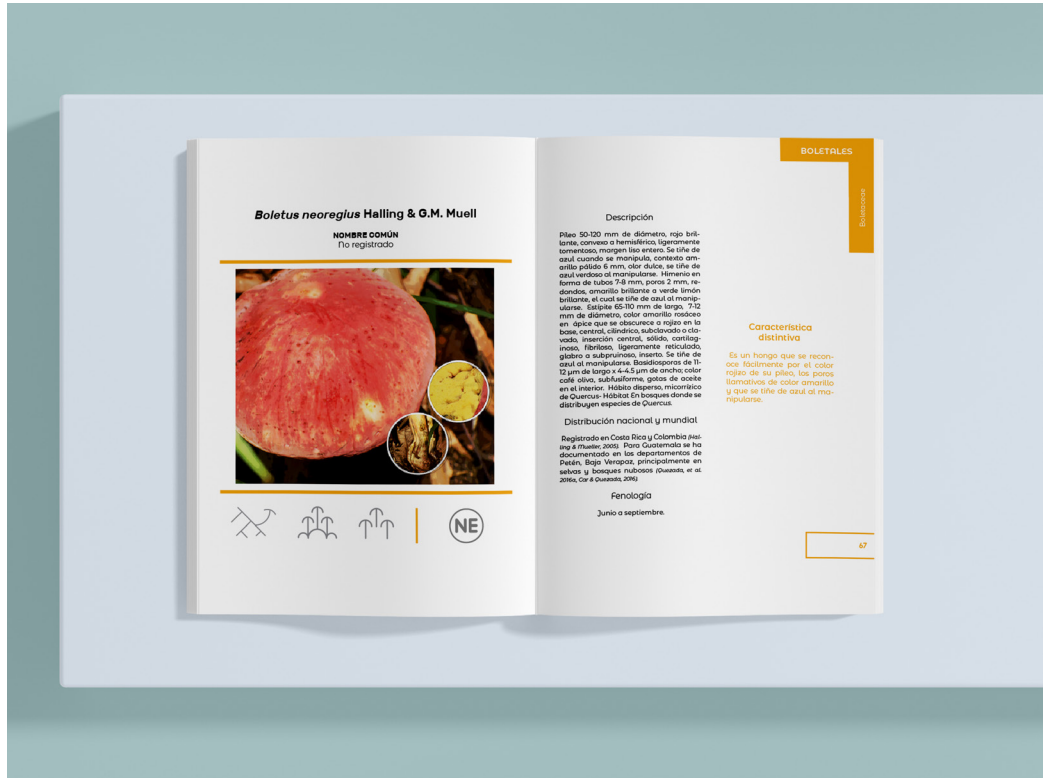 Boletus neoregius Halling & G.M. Muell
NOMBRE COMÚN
No registrado
NE
BOLETALES
Boletaceae
Descripción
Píleo 50-120 mm de diámetro, rojo bril-
lante, convexo a hemisférico, ligeramente
tomentoso, margen liso entero. Se tiñe de
azul cuando se manipula, contexto am-
arillo pálido 6 mm, olor dulce, se tiñe de
azul verdoso al manipularse. Himenio en
forma de tubos 7-8 mm, poros 2 mm, re-
dondos, amarillo brillante a verde limón
brillante, el cual se tiñe de azul al manip-
ularse. Estípite 65-110 mm de largo, 7-12
mm de diámetro, color amarillo rosáceo
en ápice que se obscurece a rojizo en la
base, central, cilíndrico, subclavado a cla-
vado, inserción central, sólido, cartilag-
inoso, fibriloso, ligeramente reticulado,
glabro a subpruinoso, inserto. Se tiñe de
azul al manipularse. Basidiosporas de 11-
12 µm de largo x 4-4.5 µm de ancho; color
café oliva, subfusiforme, gotas de aceite
en el interior. Hábito disperso, micorrízico
de Quercus- Hábitat En bosques donde se
distribuyen especies de Quercus.
Distribución nacional y mundial
Registrado en Costa Rica y Colombia (Hal-
ling & Mueller, 2005). Para Guatemala se ha
documentado en los departamentos de
Petén, Baja Verapaz, principalmente en
selvas y bosques nubosos (Quezada, et al.
2016a, Car & Quezada, 2016).
Fenología
Junio a septiembre.
Característica
distintiva
Es un hongo que se recon-
oce fácilmente por el color
rojizo de su píleo, los poros
llamativos de color amarillo
y que se tiñe de azul al ma-
nipularse.
67